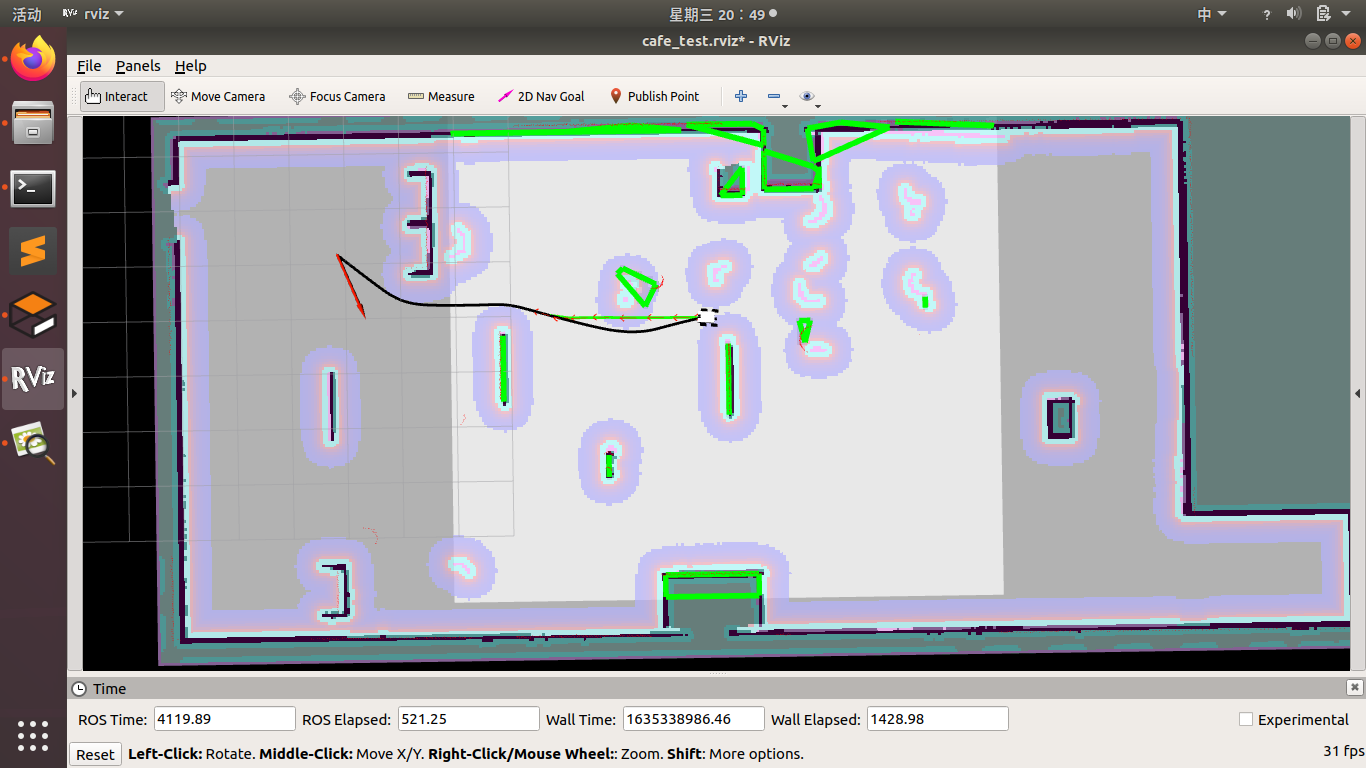 活动 rviz 星期三 20：49 中 ?
cafe_test.rviz* - RViz
File Panels Help
Interact Move Camera Focus Camera Measure 2D Nav Goal Publish Point
RViz
Time
ROS Time: 4119.89 ROS Elapsed: 521.25 Wall Time: 1635338986.46 Wall Elapsed: 1428.98 Experimental
Reset Left-Click: Rotate. Middle-Click: Move X/Y. Right-Click/Mouse Wheel:: Zoom. Shift: More options. 31 fps